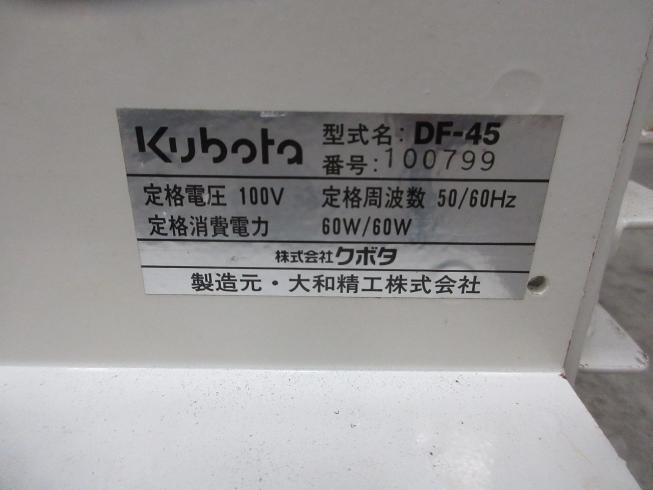 Kubota 型式名: DF-45
番号: 100799
定格電圧 100V 定格周波数 50/60Hz
定格消費電力 60W/60W
株式会社クボタ
製造元・大和精工株式会社